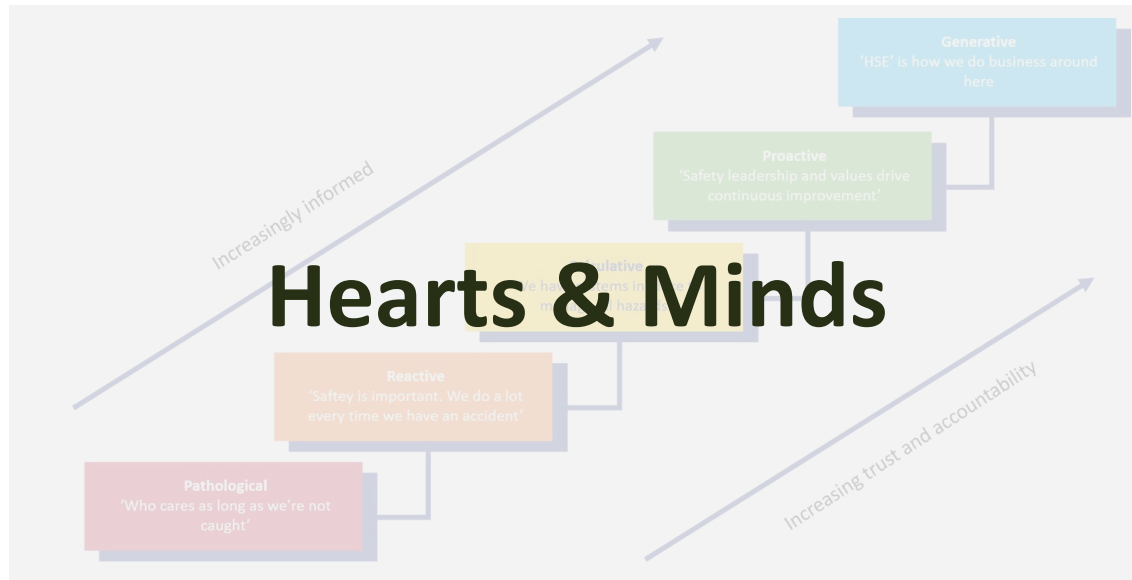 Generative
'HSE' is how we do business around
here
Proactive
'Safety leadership and values drive
continuous improvement'
Increasingly informed
Hearts & Minds
Reactive
'Saftey is important. We do a lot
every time we have an accident'
Increasing trust and accountability
Pathological
'Who cares as long as we're not
caught'